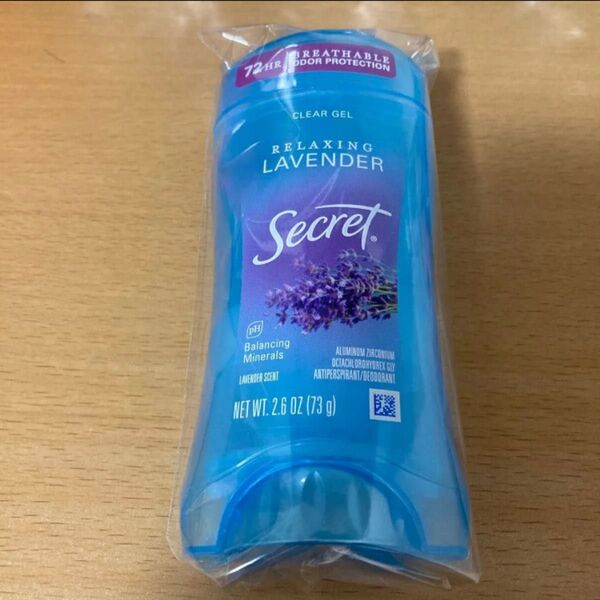 72 HR BREATHABLE
ODOR PROTECTION
CLEAR GEL
RELAXING
LAVENDER
Secret®
pH
Balancing
Minerals
LAVENDER SCENT
ALUMINUM ZIRCONIUM
OCTACHLOROHYDREX GLY
ANTIPERSPIRANT/DEODORANT
NET WT. 2.6 OZ (73 g)